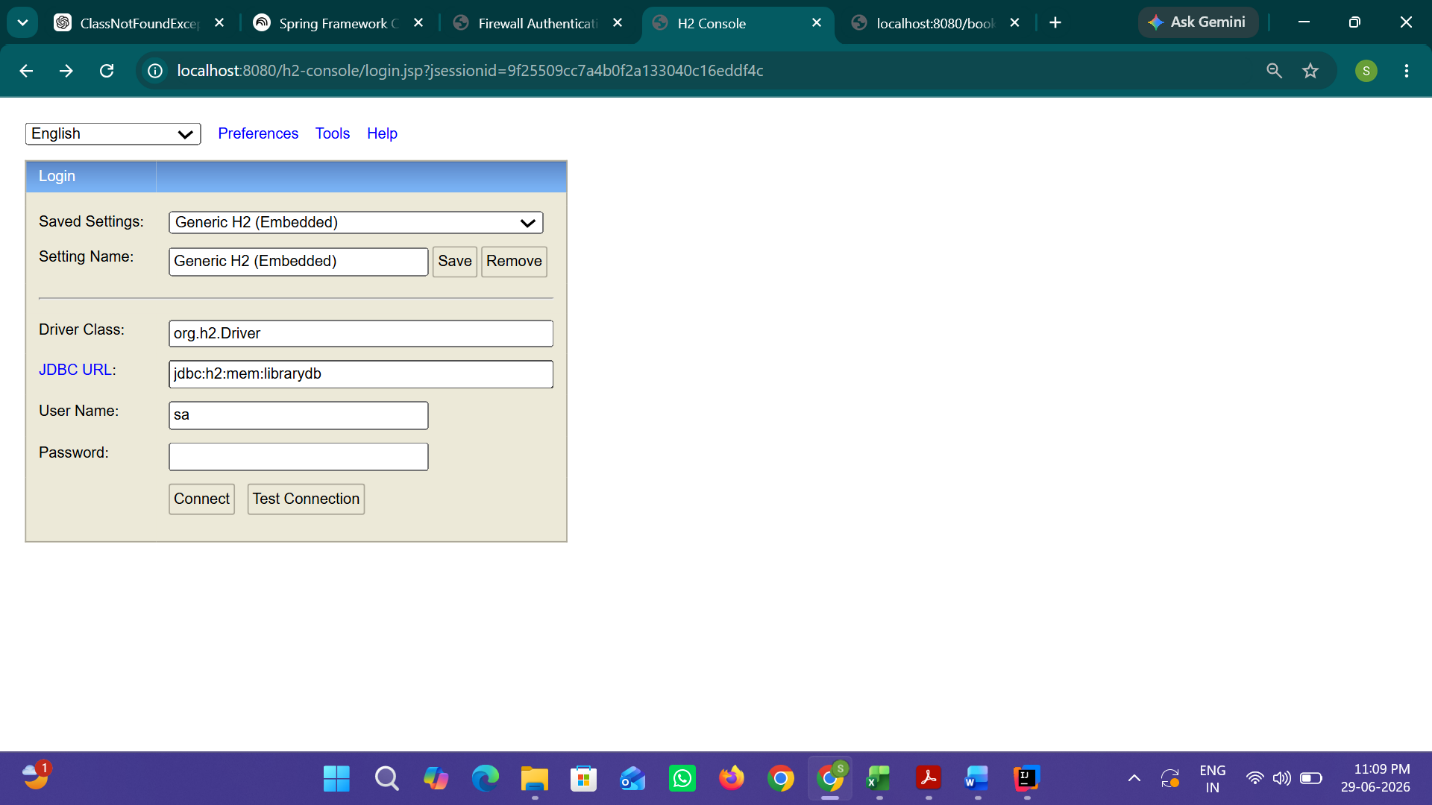 ClassNotFoundExcep
Spring Framework C
Firewall Authenticati
H2 Console
localhost:8080/book
Ask Gemini
localhost:8080/h2-console/login.jsp?jsessionid=9f25509cc7a4b0f2a133040c16eddf4c
S
English
Preferences
Tools
Help
Login
Saved Settings:
Generic H2 (Embedded)
Setting Name:
Generic H2 (Embedded)
Save
Remove
Driver Class:
org.h2.Driver
JDBC URL:
jdbc:h2:mem:librarydb
User Name:
sa
Password:
Connect
Test Connection
1
S
ENG
IN
11:09 PM
29-06-2026